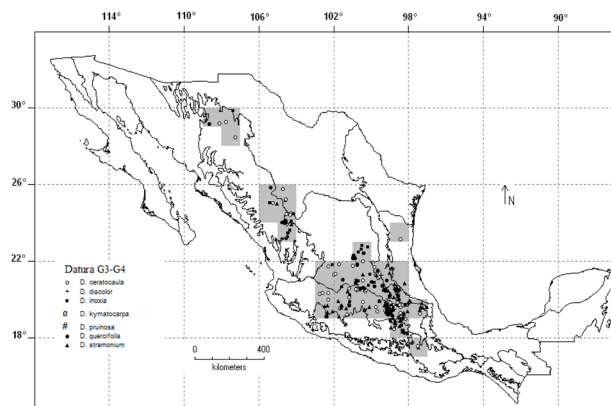 114° 110° 106° 102° 98° 94° 90°
30°
26°
N
22°
Datura G3-G4
D. ceratocaula
D. discolor
D. inoxia
18°
ø D. kymatocarpa
# D. pruinosa
D. quercifolia
D. stramonium
0 400
kilometers